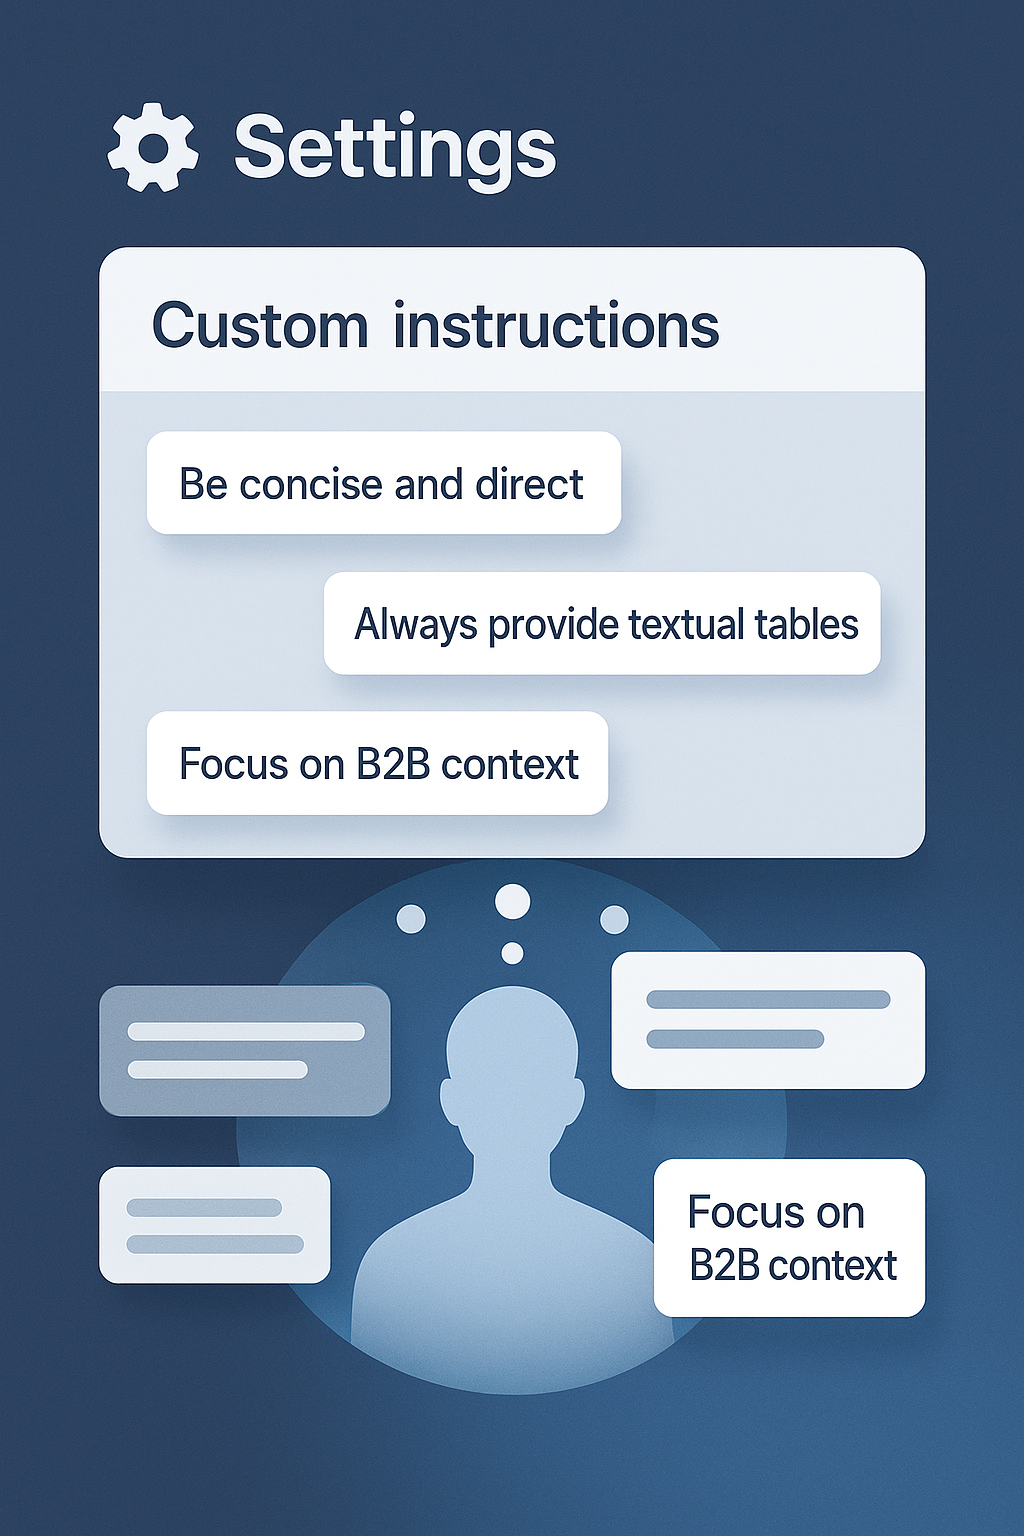 Settings
Custom instructions
Be concise and direct
Always provide textual tables
Focus on B2B context
Focus on
B2B context